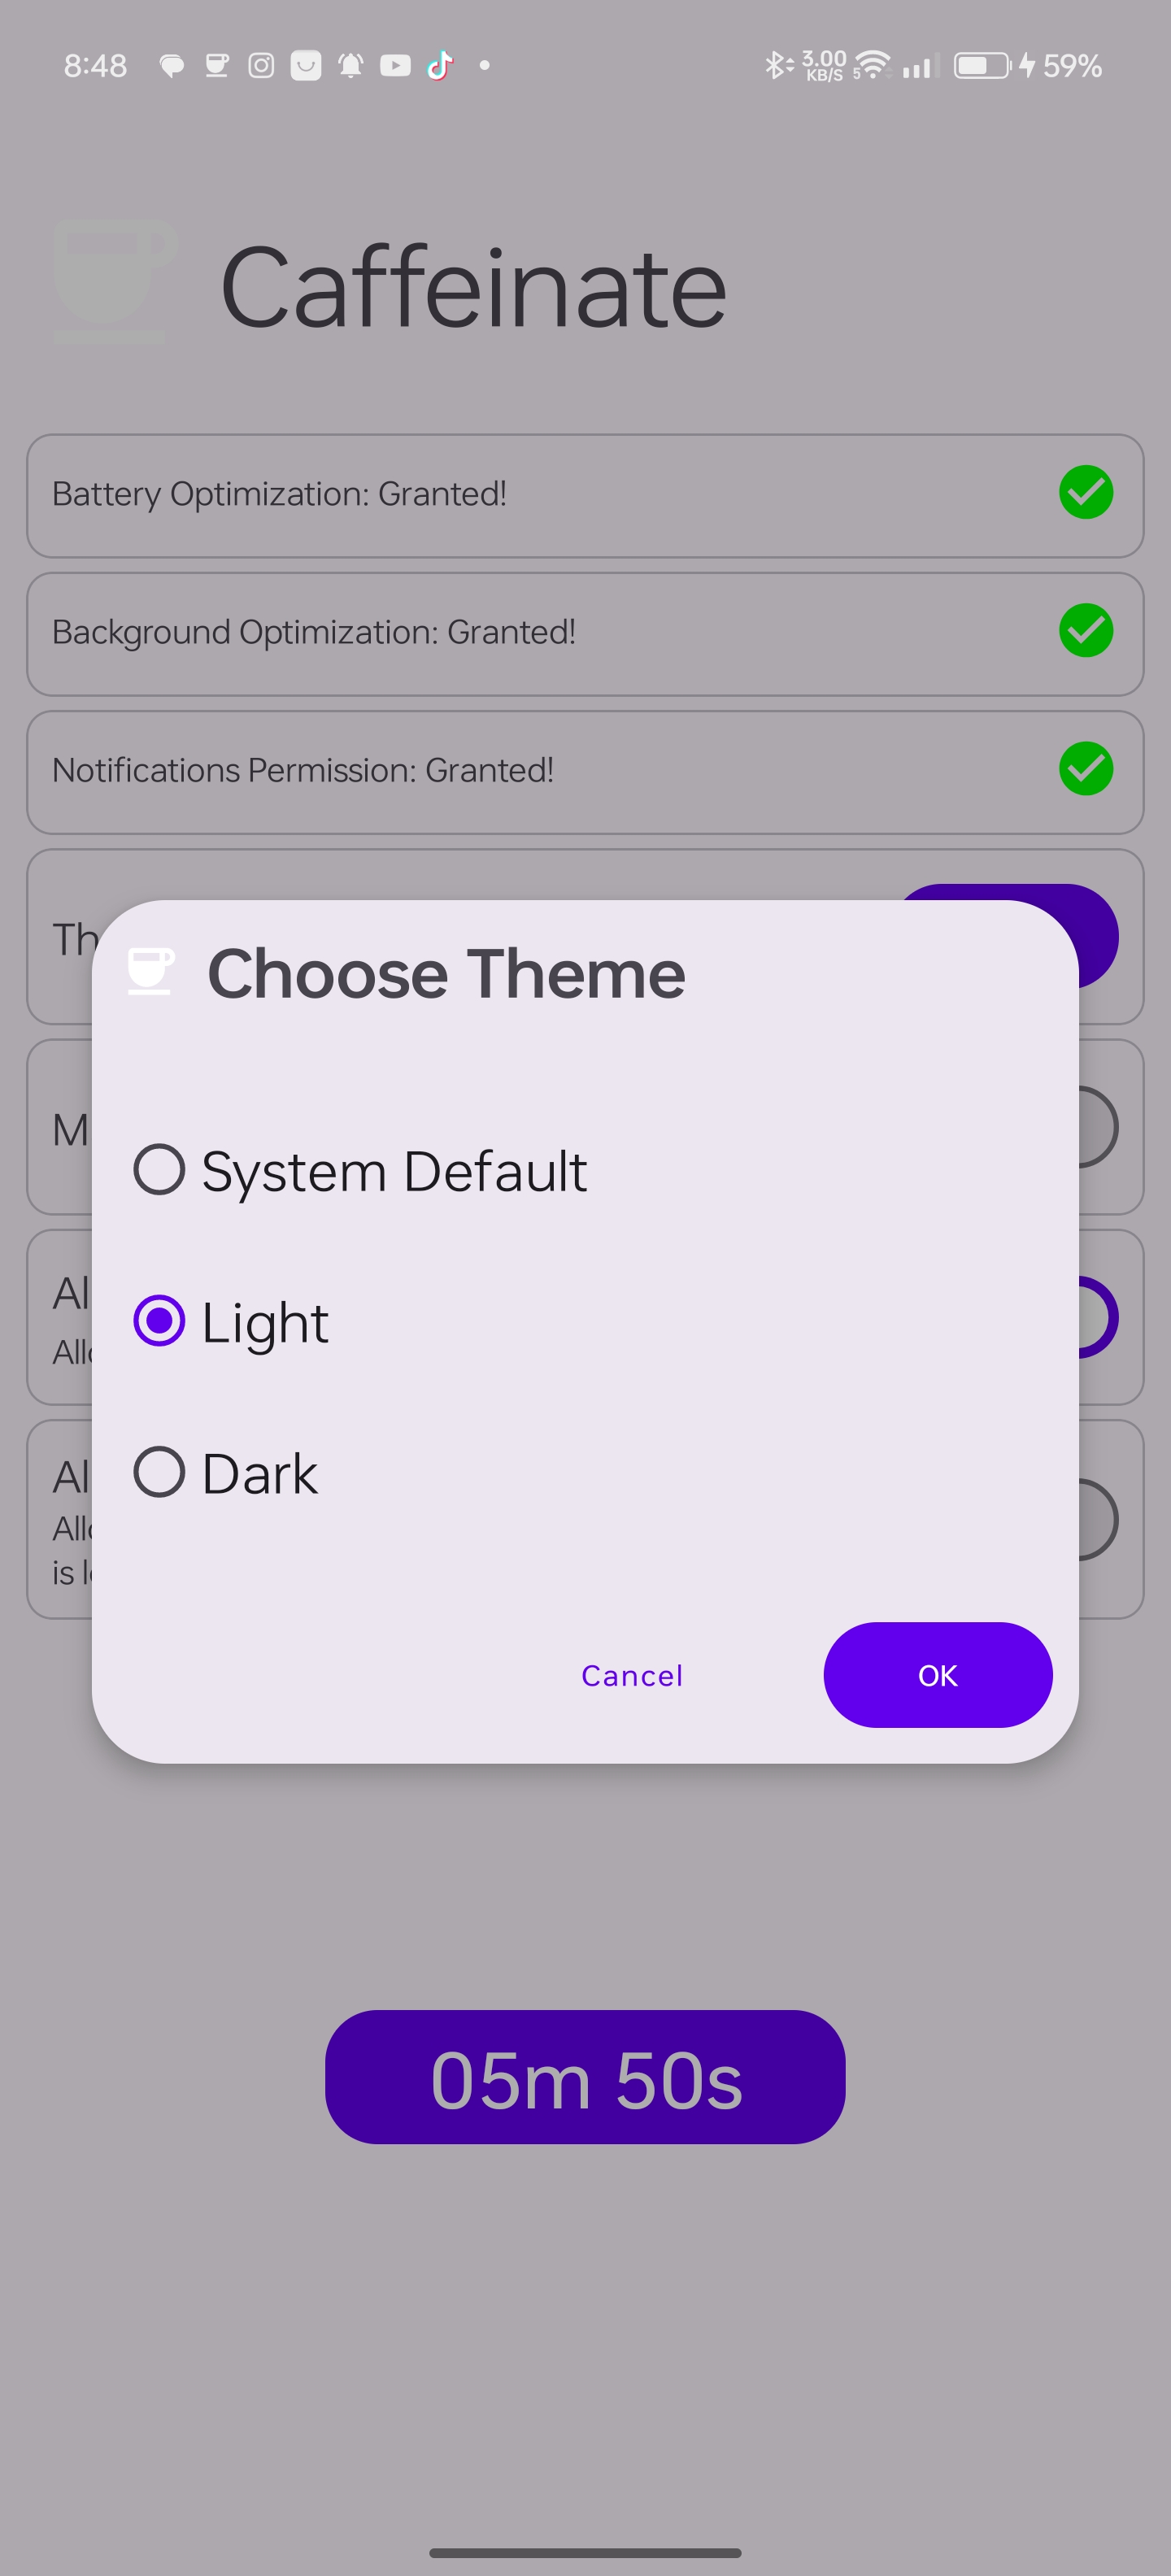 8:48 3.00 KB/S 5 59%
Caffeinate
Battery Optimization: Granted!
Background Optimization: Granted!
Notifications Permission: Granted!
Th
Choose Theme
M
System Default
Al
Light
All
Dark
Al
All
is l
Cancel OK
05m 50s